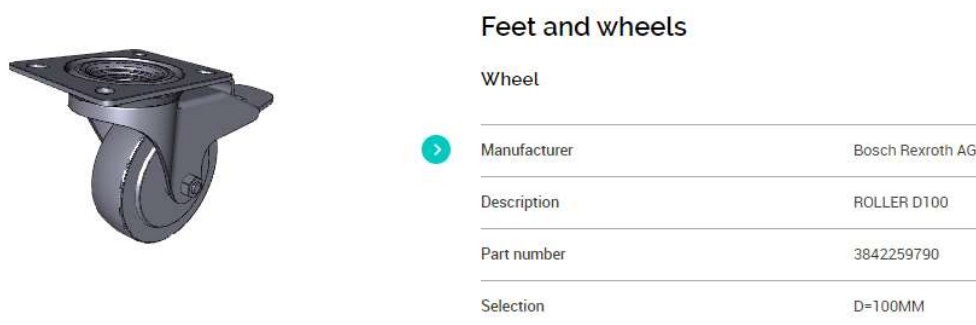 Feet and wheels
Wheel
Manufacturer Bosch Rexroth AG
Description ROLLER D100
Part number 3842259790
Selection D=100MM